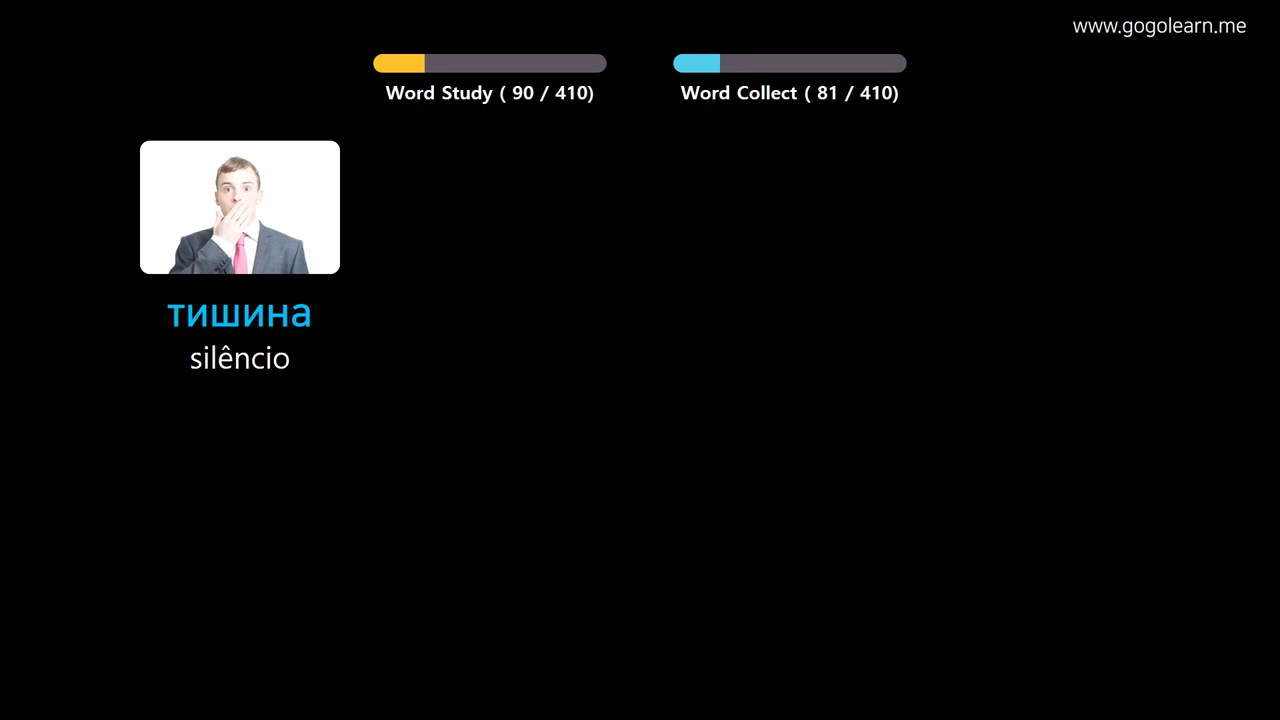 www.gogolearn.me
Word Study ( 90 / 410)
Word Collect ( 81 / 410)
тишина
silêncio